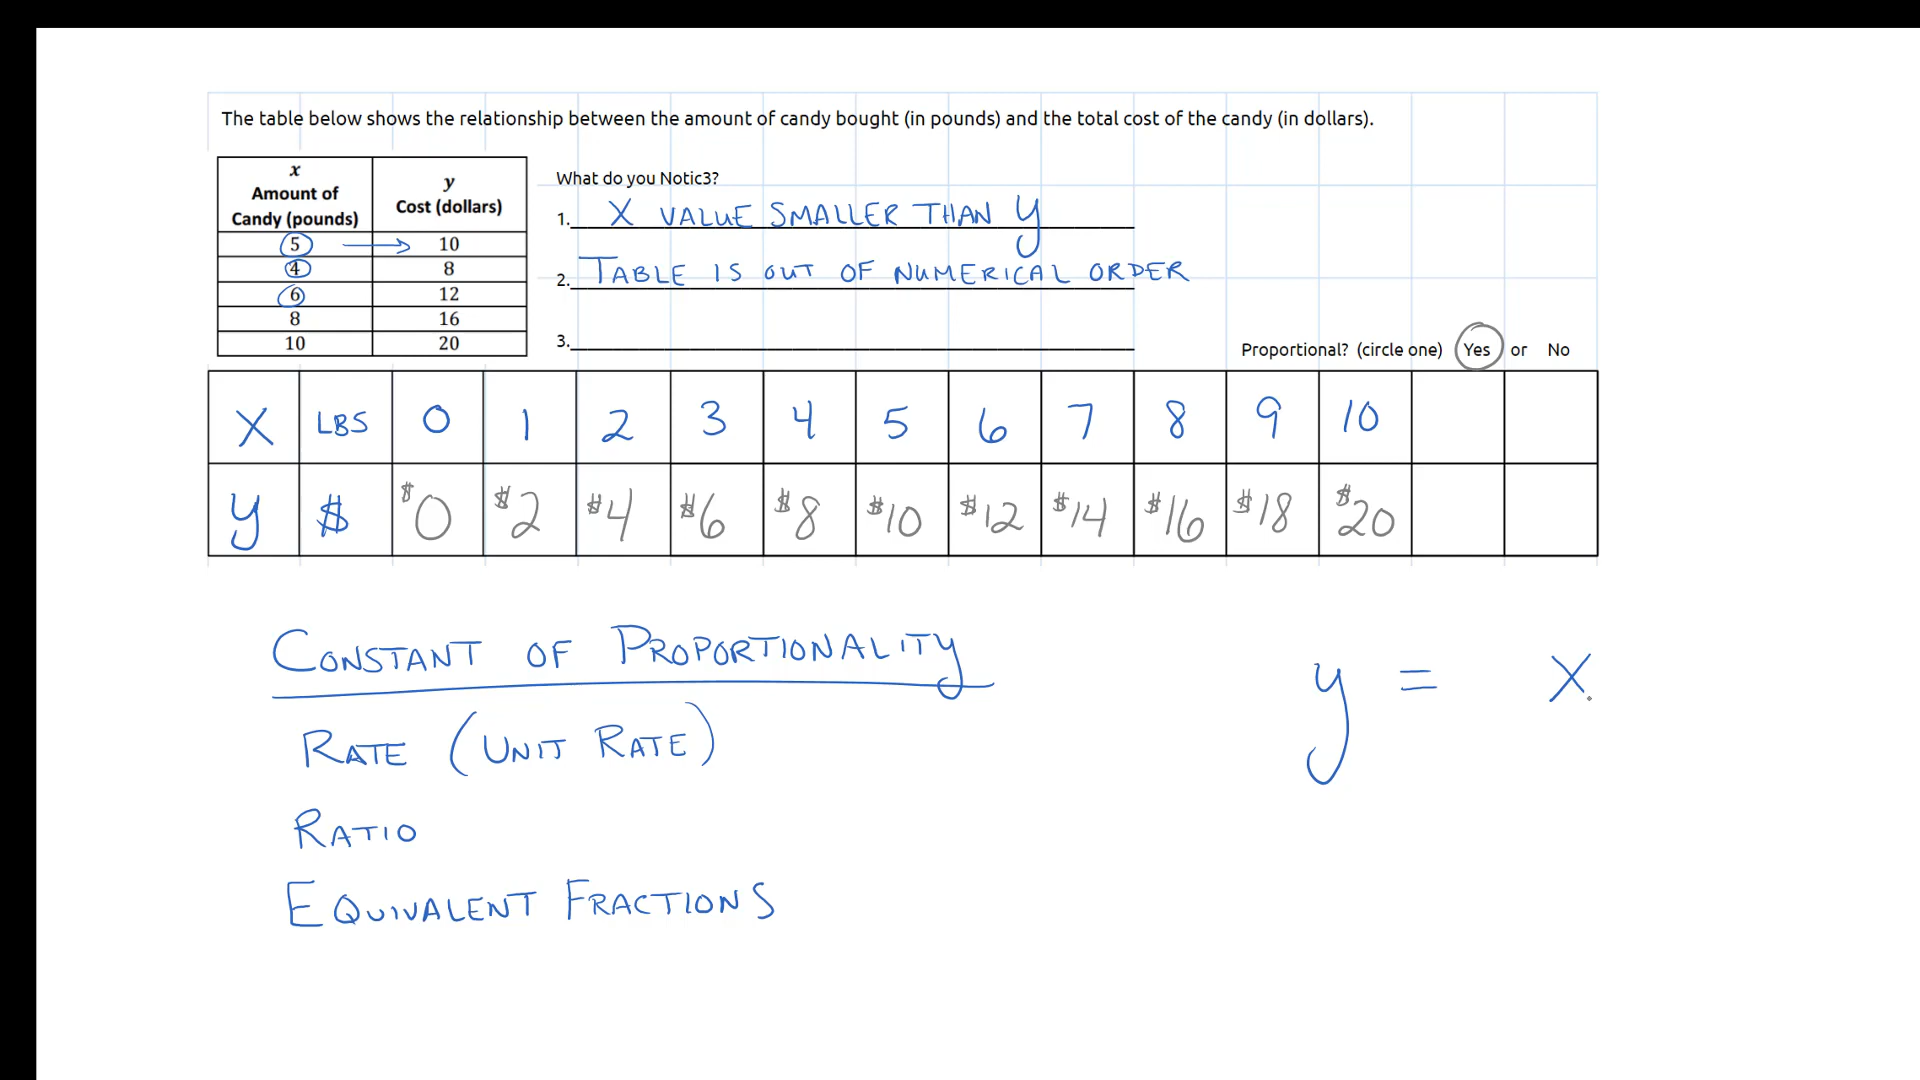 The table below shows the relationship between the amount of candy bought (in pounds) and the total cost of the candy (in dollars).
x Amount of Candy (pounds) y Cost (dollars)
5 10
4 8
6 12
8 16
10 20
What do you Notic3?
1. X VALUE SMALLER THAN y
2. TABLE IS OUT OF NUMERICAL ORDER
3.
Proportional? (circle one) Yes or No
X LBS 0 1 2 3 4 5 6 7 8 9 10
y $ $0 $2 $4 $6 $8 $10 $12 $14 $16 $18 $20
CONSTANT OF PROPORTIONALITY
RATE (UNIT RATE)
RATIO
EQUIVALENT FRACTIONS
y = X